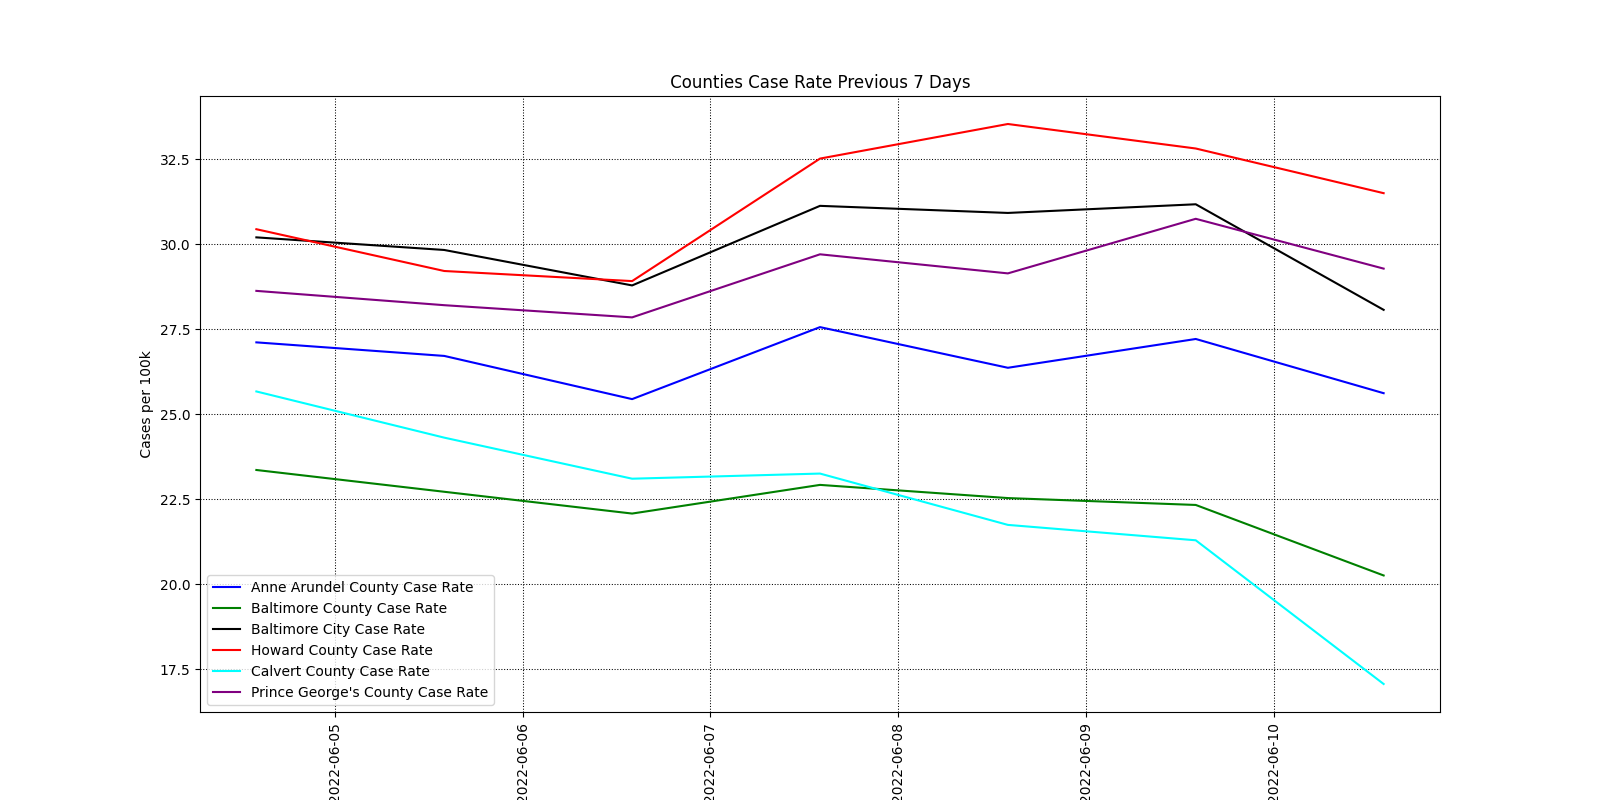 Counties Case Rate Previous 7 Days
Cases per 100k
32.5
30.0
27.5
25.0
22.5
20.0
17.5
Anne Arundel County Case Rate
Baltimore County Case Rate
Baltimore City Case Rate
Howard County Case Rate
Calvert County Case Rate
Prince George's County Case Rate
2022-06-05
2022-06-06
2022-06-07
2022-06-08
2022-06-09
2022-06-10